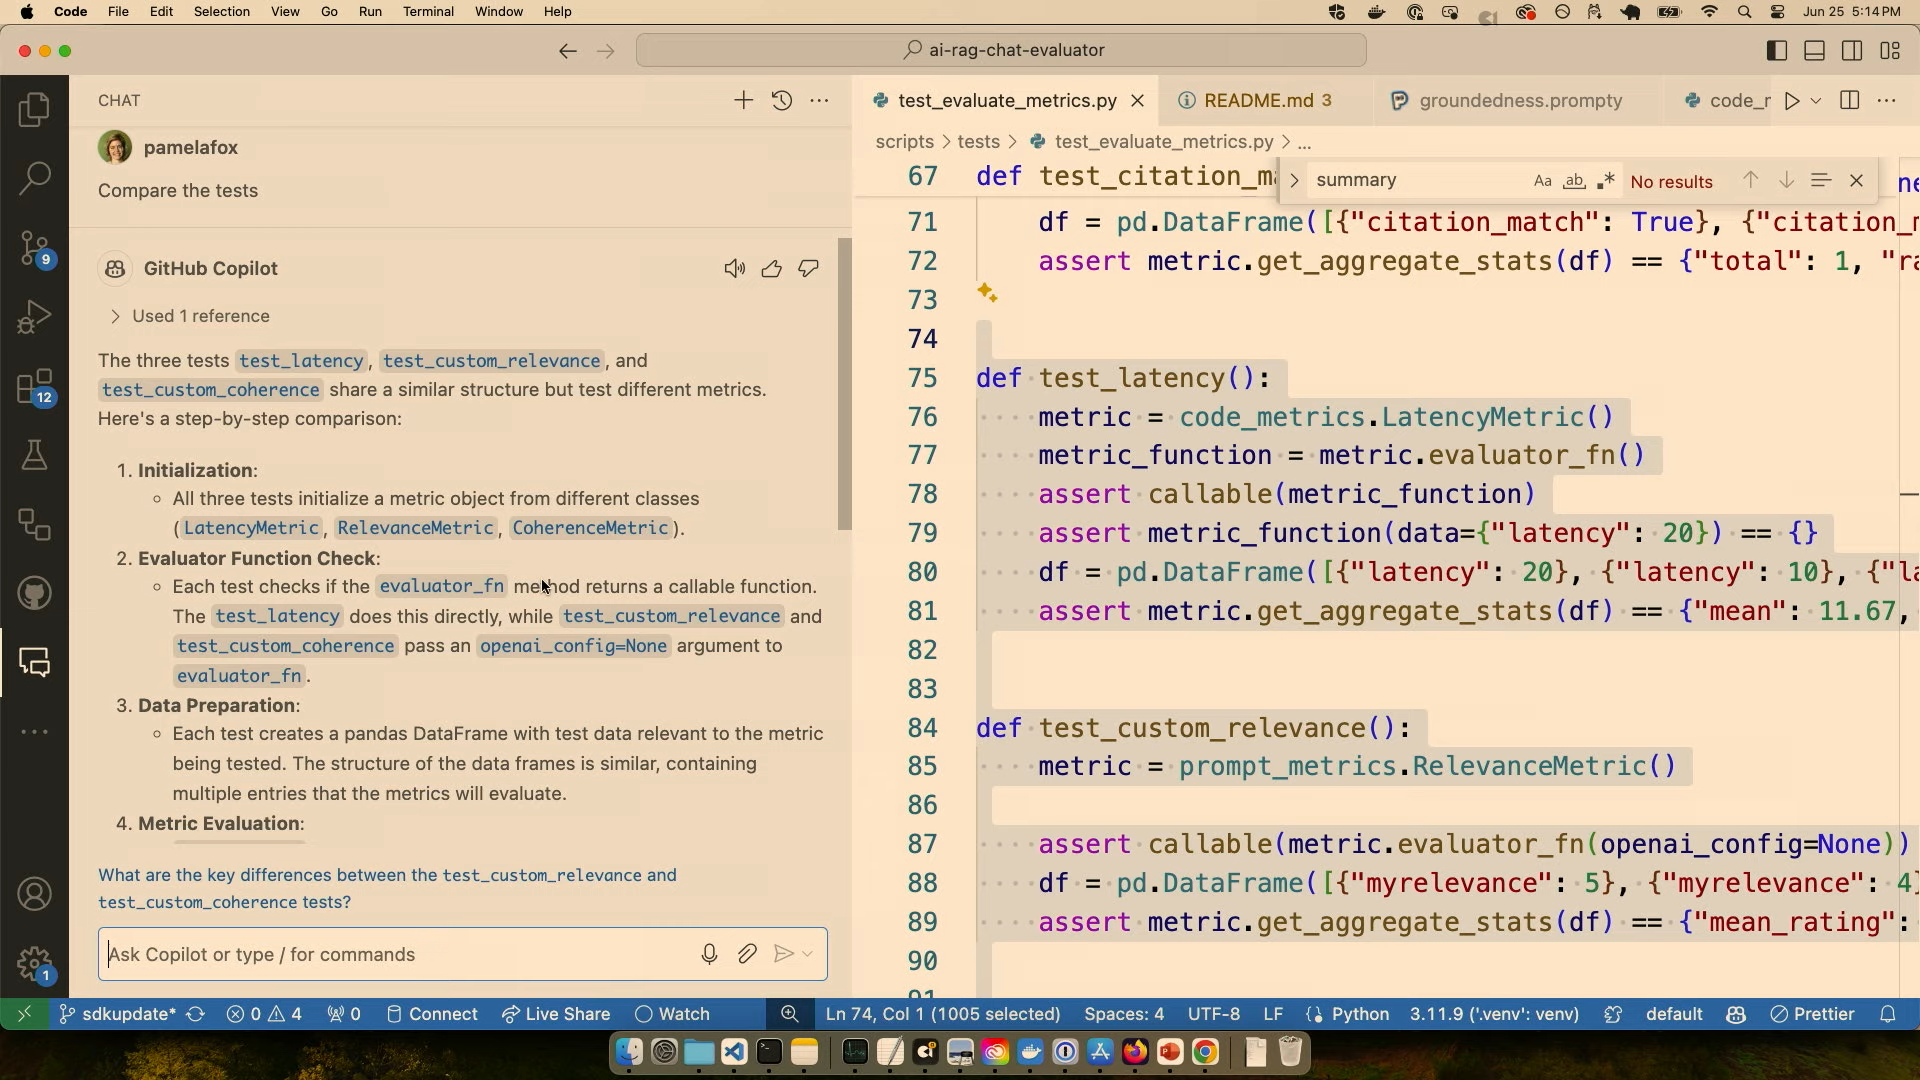 Code File Edit Selection View Go Run Terminal Window Help Jun 25 5:14 PM
ai-rag-chat-evaluator
CHAT
pamelafox
Compare the tests
GitHub Copilot
Used 1 reference
The three tests test_latency, test_custom_relevance, and
test_custom_coherence share a similar structure but test different metrics.
Here's a step-by-step comparison:
1. Initialization:
All three tests initialize a metric object from different classes
(LatencyMetric, RelevanceMetric, CoherenceMetric).
2. Evaluator Function Check:
Each test checks if the evaluator_fn method returns a callable function.
The test_latency does this directly, while test_custom_relevance and
test_custom_coherence pass an openai_config=None argument to
evaluator_fn.
3. Data Preparation:
Each test creates a pandas DataFrame with test data relevant to the metric
being tested. The structure of the data frames is similar, containing
multiple entries that the metrics will evaluate.
4. Metric Evaluation:
What are the key differences between the test_custom_relevance and
test_custom_coherence tests?
Ask Copilot or type / for commands
9
12
1
test_evaluate_metrics.py README.md 3 groundedness.prompty code_r
scripts > tests > test_evaluate_metrics.py > ...
summary Aa ab .* No results
67 def test_citation_ma
71 df = pd.DataFrame([{"citation_match": True}, {"citation_m
72 assert metric.get_aggregate_stats(df) == {"total": 1, "ra
73
74
75 def test_latency():
76 metric = code_metrics.LatencyMetric()
77 metric_function = metric.evaluator_fn()
78 assert callable(metric_function)
79 assert metric_function(data={"latency": 20}) == {}
80 df = pd.DataFrame([{"latency": 20}, {"latency": 10}, {"la
81 assert metric.get_aggregate_stats(df) == {"mean": 11.67,
82
83
84 def test_custom_relevance():
85 metric = prompt_metrics.RelevanceMetric()
86
87 assert callable(metric.evaluator_fn(openai_config=None))
88 df = pd.DataFrame([{"myrelevance": 5}, {"myrelevance": 4}
89 assert metric.get_aggregate_stats(df) == {"mean_rating":
90
91
sdkupdate* 0 4 0 Connect Live Share Watch Ln 74, Col 1 (1005 selected) Spaces: 4 UTF-8 LF Python 3.11.9 ('.venv': venv) default Prettier